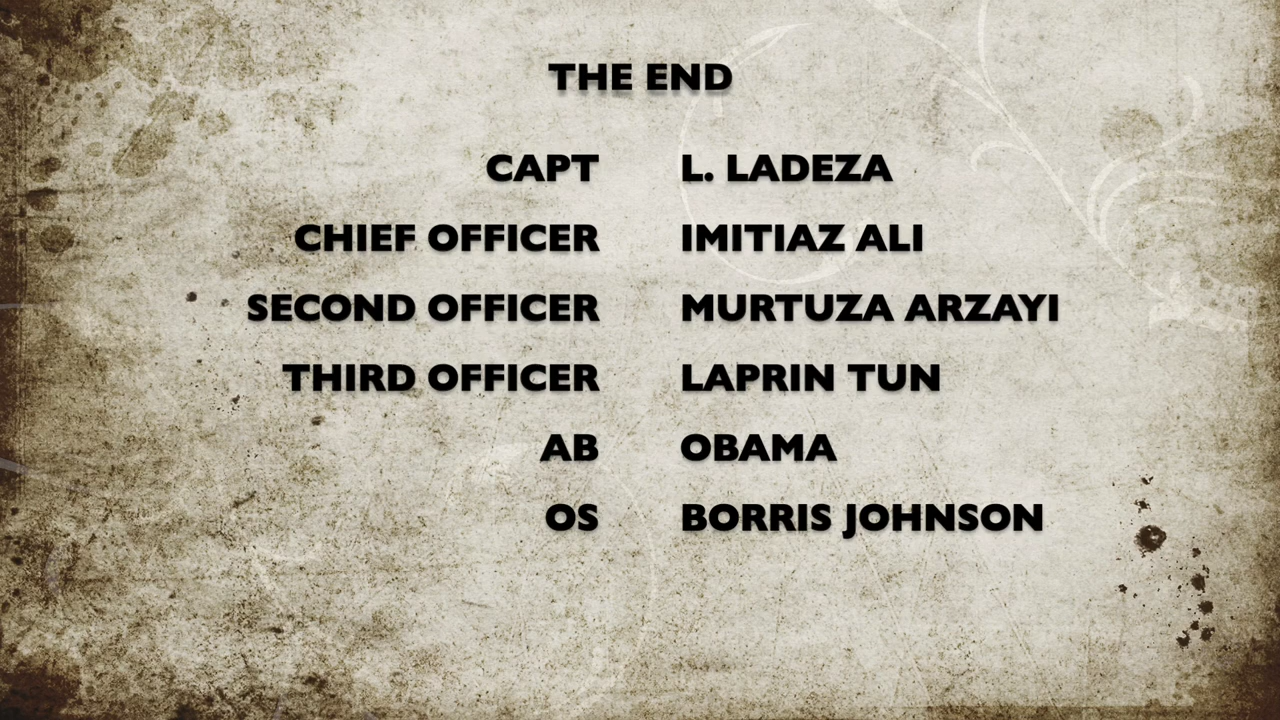 THE END
CAPT L. LADEZA
CHIEF OFFICER IMITIAZ ALI
SECOND OFFICER MURTUZA ARZAYI
THIRD OFFICER LAPRIN TUN
AB OBAMA
OS BORRIS JOHNSON